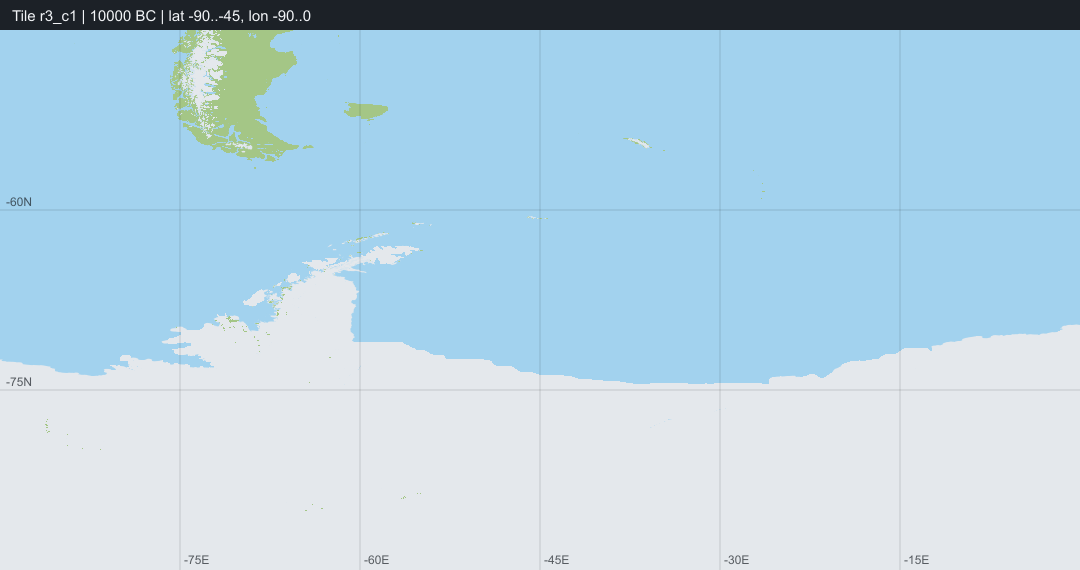 Tile r3_c1 | 10000 BC | lat -90..-45, lon -90..0
-60N
-75N
-75E
-60E
-45E
-30E
-15E